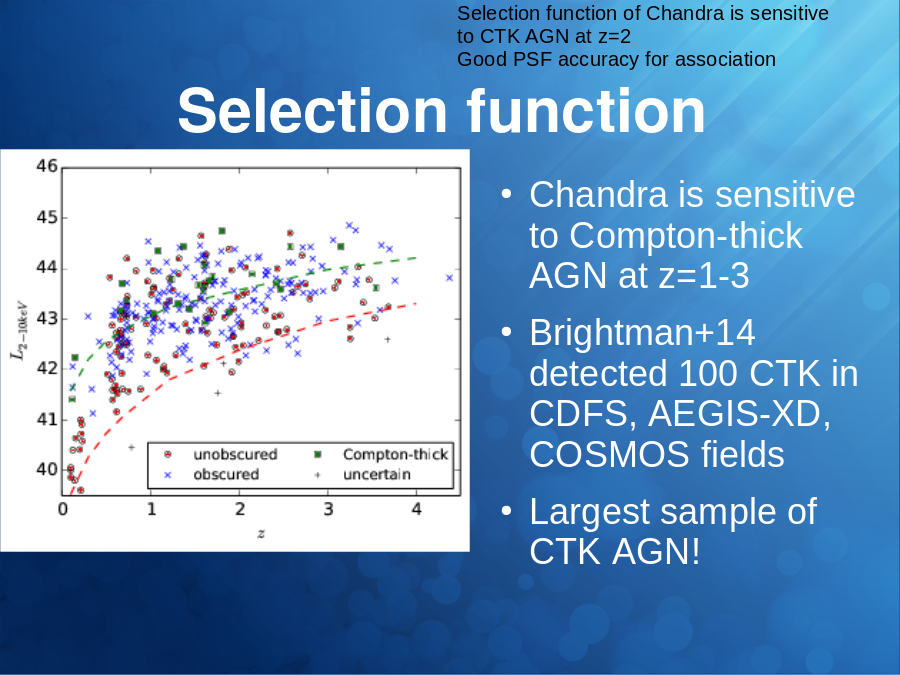 Selection function of Chandra is sensitive
to CTK AGN at z=2
Good PSF accuracy for association
Selection function
46
45
44
43
42
41
40
L2−10keV
0 1 2 3 4
z
unobscured
obscured
Compton-thick
uncertain
• Chandra is sensitive
to Compton-thick
AGN at z=1-3
• Brightman+14
detected 100 CTK in
CDFS, AEGIS-XD,
COSMOS fields
• Largest sample of
CTK AGN!